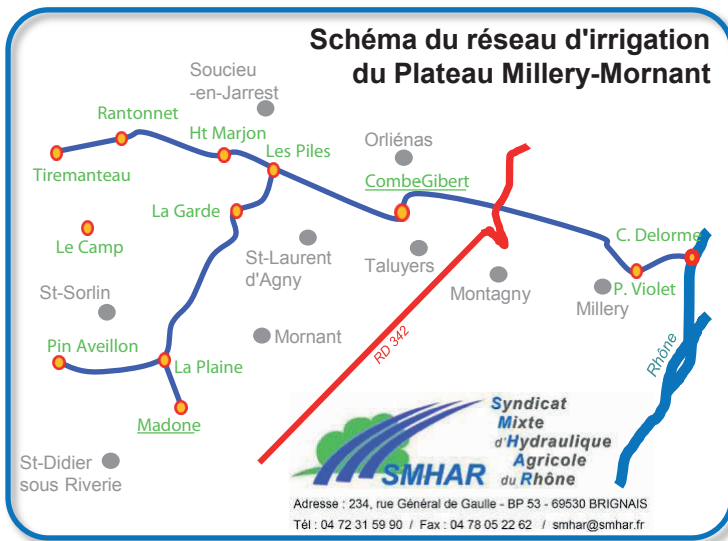 Schéma du réseau d'irrigation
du Plateau Millery-Mornant
Soucieu
-en-Jarrest
Rantonnet
Ht Marjon
Orliénas
Les Piles
Tiremanteau
CombeGibert
La Garde
C. Delorme
Le Camp
St-Laurent
d'Agny
Taluyers
Montagny
P. Violet
Millery
St-Sorlin
Mornant
Pin Aveillon
La Plaine
RD 342
Rhône
Madone
St-Didier
sous Riverie
SMHAR
Syndicat
Mixte
d'Hydraulique
Agricole
du Rhône
Adresse : 234, rue Général de Gaulle - BP 53 - 69530 BRIGNAIS
Tél : 04 72 31 59 90 / Fax : 04 78 05 22 62 / smhar@smhar.fr